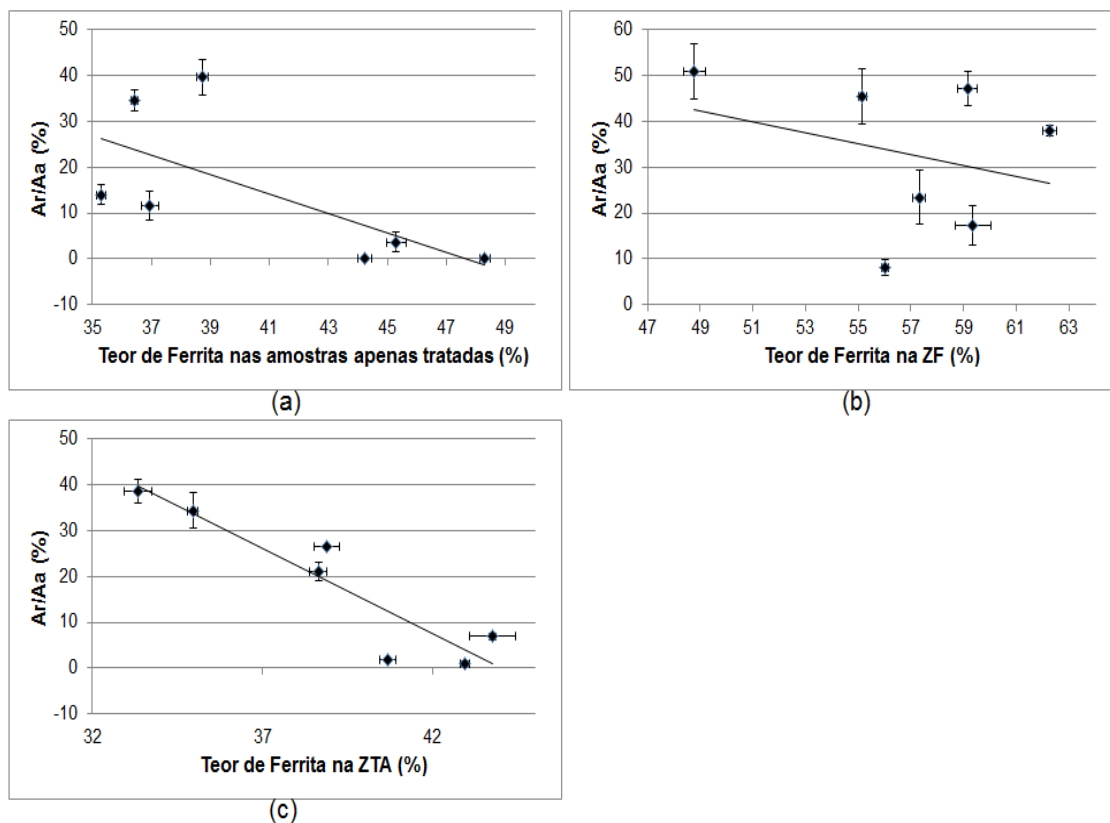 50
40
30
20
10
0
-10
Ar/Aa (%)
35 37 39 41 43 45 47 49
Teor de Ferrita nas amostras apenas tratadas (%)
(a)
60
50
40
30
20
10
0
Ar/Aa (%)
47 49 51 53 55 57 59 61 63
Teor de Ferrita na ZF (%)
(b)
50
40
30
20
10
0
-10
Ar/Aa (%)
32 37 42
Teor de Ferrita na ZTA (%)
(c)